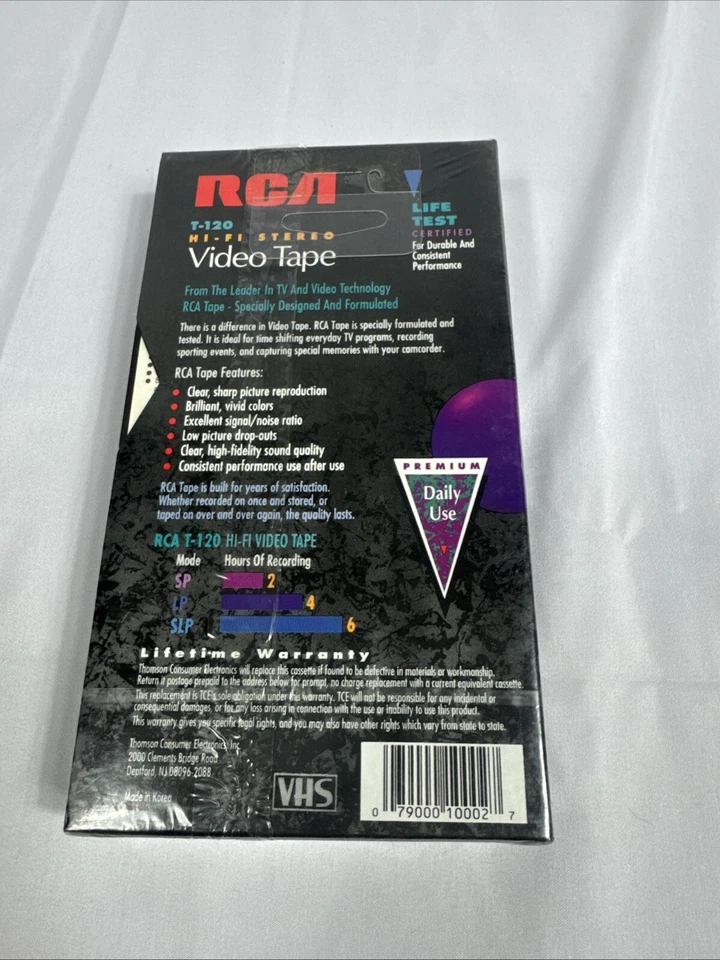 RCA
T-120
HI-FI STEREO
Video Tape
LIFE
TEST
CERTIFIED
For Durable And
Consistent
Performance
From The Leader In TV And Video Technology
RCA Tape - Specially Designed And Formulated
There is a difference in Video Tape. RCA Tape is specially formulated and
tested. It is ideal for time shifting everyday TV programs, recording
sporting events, and capturing special memories with your camcorder.
RCA Tape Features:
• Clear, sharp picture reproduction
• Brilliant, vivid colors
• Excellent signal/noise ratio
• Low picture drop-outs
• Clear, high-fidelity sound quality
• Consistent performance use after use
PREMIUM
Daily
Use
RCA Tape is built for years of satisfaction.
Whether recorded on once and stored, or
taped on over and over again, the quality lasts.
RCA T-120 HI-FI VIDEO TAPE
Mode Hours Of Recording
SP 2
LP 4
SLP 6
Lifetime Warranty
Thomson Consumer Electronics will replace this cassette if found to be defective in materials or workmanship.
Return it postage prepaid to the address below for prompt, no charge replacement with a current equivalent cassette.
This replacement is TCE's sole obligation under this warranty. TCE will not be responsible for any incidental or
consequential damages, or for any loss arising in connection with the use or inability to use this product.
This warranty gives you specific legal rights, and you may also have other rights which vary from state to state.
Thomson Consumer Electronics, Inc.
2000 Clements Bridge Road
Deptford, NJ 08096-2088
Made in Korea
VHS
0 79000 10002 7